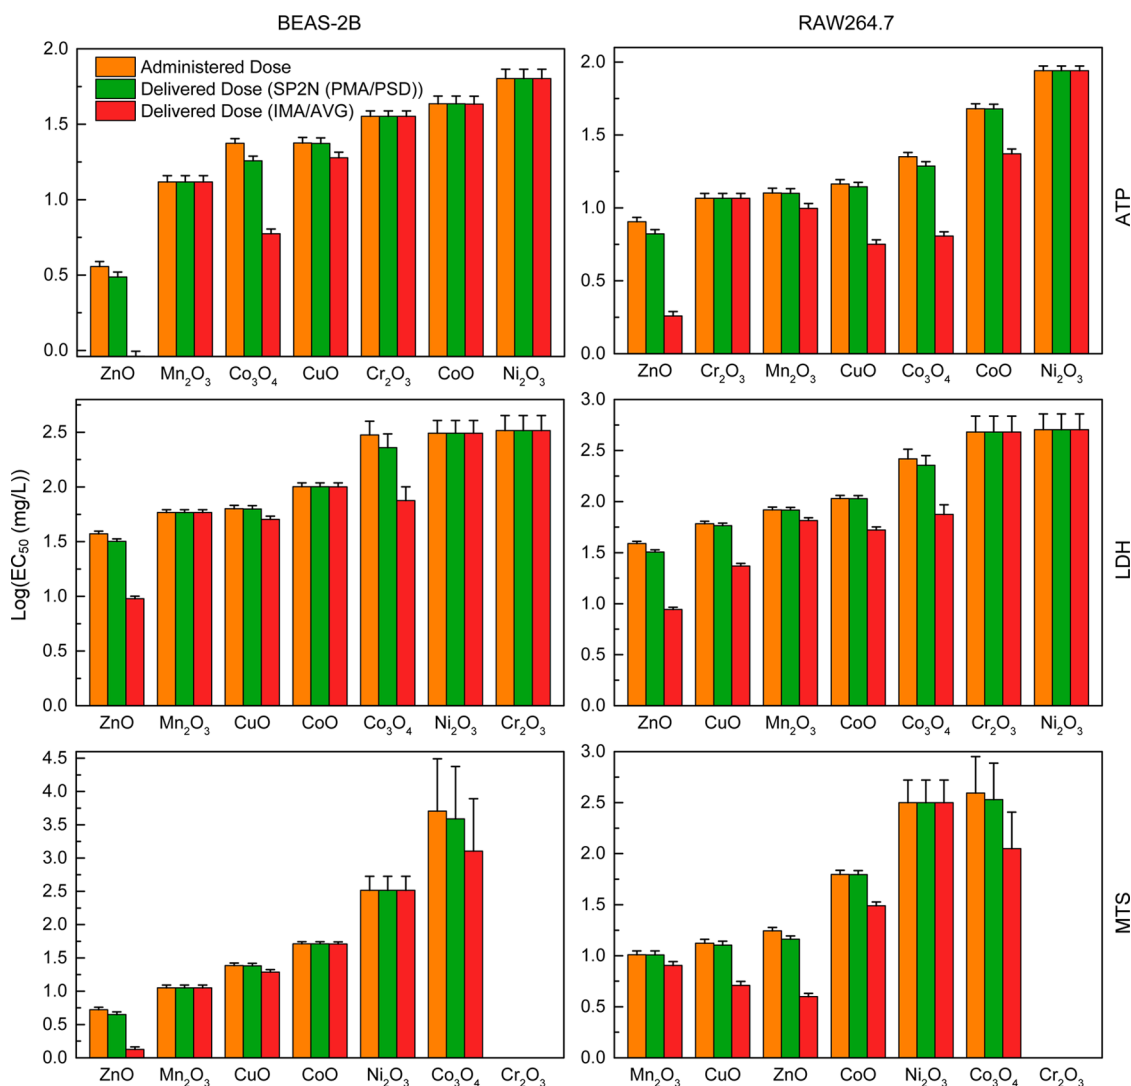 BEAS-2B
RAW264.7
Administered Dose
Delivered Dose (SP2N (PMA/PSD))
Delivered Dose (IMA/AVG)
2.0
1.5
1.0
0.5
0.0
ZnO Mn₂O₃ Co₃O₄ CuO Cr₂O₃ CoO Ni₂O₃
2.0
1.5
1.0
0.5
0.0
ZnO Cr₂O₃ Mn₂O₃ CuO Co₃O₄ CoO Ni₂O₃
ATP
Log(EC₅₀ (mg/L))
2.5
2.0
1.5
1.0
0.5
0.0
ZnO Mn₂O₃ CuO CoO Co₃O₄ Ni₂O₃ Cr₂O₃
3.0
2.5
2.0
1.5
1.0
0.5
0.0
ZnO CuO Mn₂O₃ CoO Co₃O₄ Cr₂O₃ Ni₂O₃
LDH
4.5
4.0
3.5
3.0
2.5
2.0
1.5
1.0
0.5
0.0
ZnO Mn₂O₃ CuO CoO Ni₂O₃ Co₃O₄ Cr₂O₃
3.0
2.5
2.0
1.5
1.0
0.5
0.0
Mn₂O₃ CuO ZnO CoO Ni₂O₃ Co₃O₄ Cr₂O₃
MTS